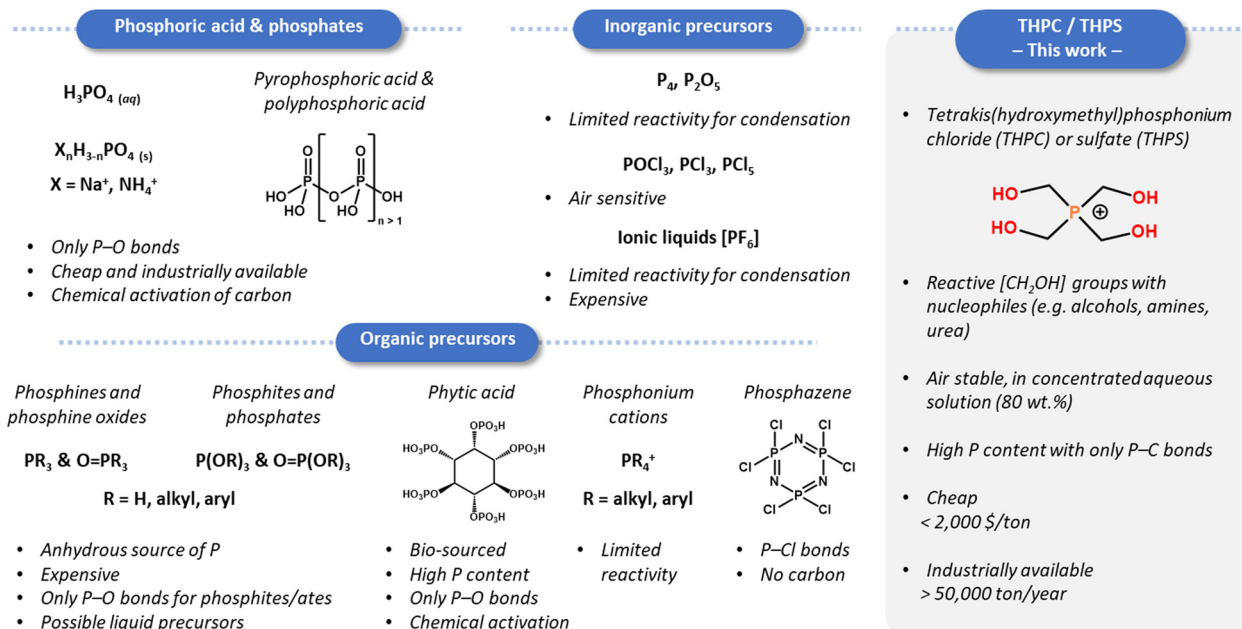 Phosphoric acid & phosphates
H₃PO₄ (aq)
XₙH₃₋ₙPO₄ (s)
X = Na⁺, NH₄⁺
Pyrophosphoric acid &
polyphosphoric acid
O O
HO P O P OH
HO HO n > 1
• Only P–O bonds
• Cheap and industrially available
• Chemical activation of carbon
Inorganic precursors
P₄, P₂O₅
• Limited reactivity for condensation
POCl₃, PCl₃, PCl₅
• Air sensitive
Ionic liquids [PF₆]
• Limited reactivity for condensation
• Expensive
Organic precursors
Phosphines and
phosphine oxides
PR₃ & O=PR₃
Phosphites and
phosphates
P(OR)₃ & O=P(OR)₃
R = H, alkyl, aryl
• Anhydrous source of P
• Expensive
• Only P–O bonds for phosphites/ates
• Possible liquid precursors
Phytic acid
OPO₃H
HO₃PO OPO₃H
HO₃PO OPO₃H
OPO₃H
• Bio-sourced
• High P content
• Only P–O bonds
• Chemical activation
Phosphonium
cations
PR₄⁺
R = alkyl, aryl
• Limited
reactivity
Phosphazene
Cl Cl
P N P
Cl Cl
N N
P
Cl Cl
• P–Cl bonds
• No carbon
THPC / THPS
– This work –
• Tetrakis(hydroxymethyl)phosphonium
chloride (THPC) or sulfate (THPS)
HO OH
P ⊕
HO OH
• Reactive [CH₂OH] groups with
nucleophiles (e.g. alcohols, amines,
urea)
• Air stable, in concentrated aqueous
solution (80 wt.%)
• High P content with only P–C bonds
• Cheap
< 2,000 $/ton
• Industrially available
> 50,000 ton/year